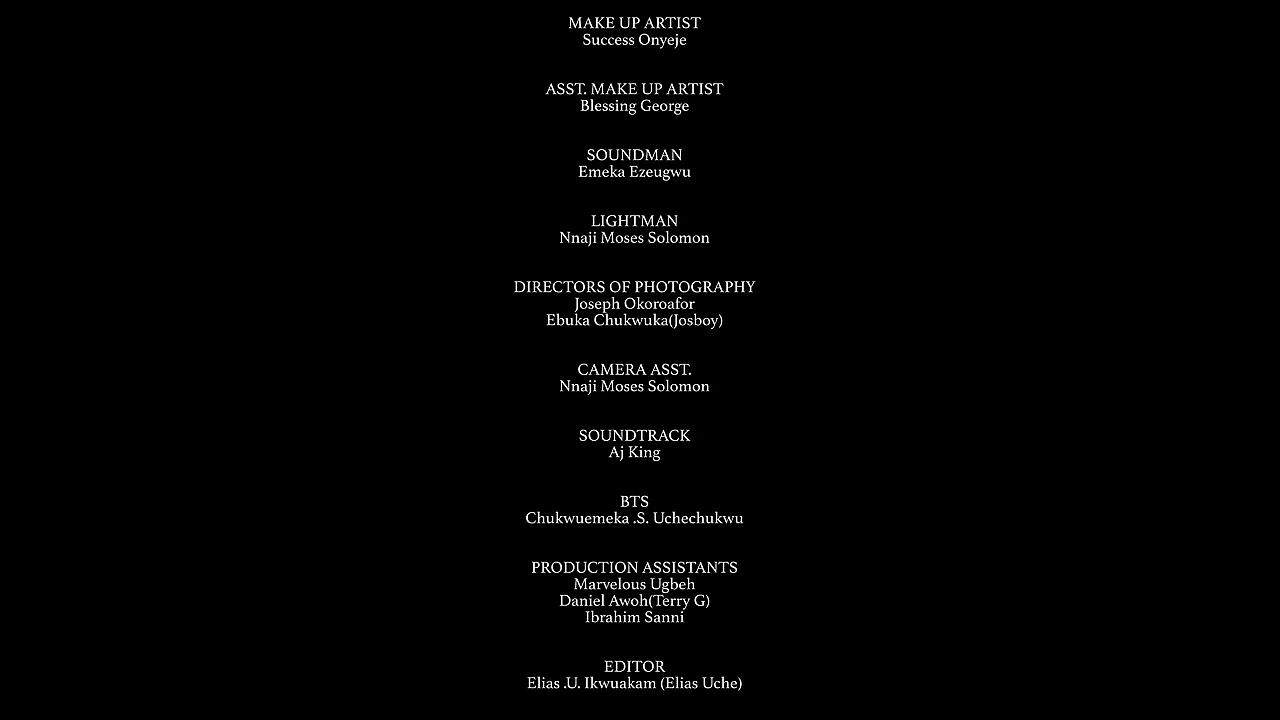 MAKE UP ARTIST
Success Onyeje
ASST. MAKE UP ARTIST
Blessing George
SOUNDMAN
Emeka Ezeugwu
LIGHTMAN
Nnaji Moses Solomon
DIRECTORS OF PHOTOGRAPHY
Joseph Okoroafor
Ebuka Chukwuka(Josboy)
CAMERA ASST.
Nnaji Moses Solomon
SOUNDTRACK
Aj King
BTS
Chukwuemeka .S. Uchechukwu
PRODUCTION ASSISTANTS
Marvelous Ugbeh
Daniel Awoh(Terry G)
Ibrahim Sanni
EDITOR
Elias .U. Ikwuakam (Elias Uche)